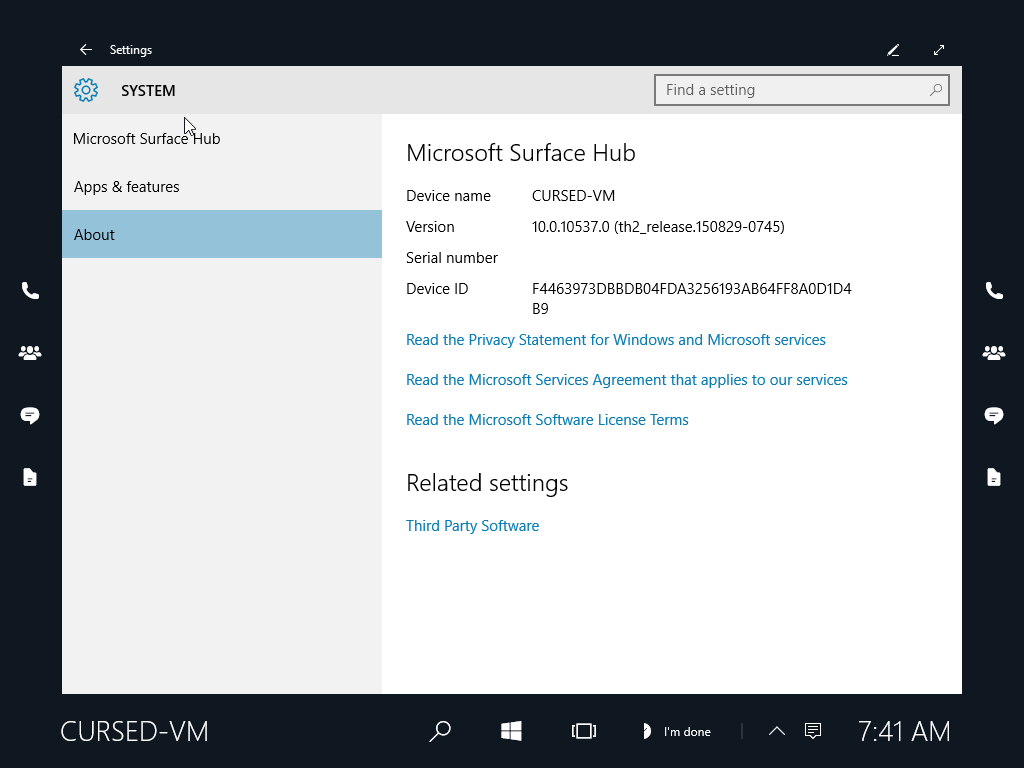 Settings
SYSTEM
Find a setting
Microsoft Surface Hub
Apps & features
About
Microsoft Surface Hub
Device name CURSED-VM
Version 10.0.10537.0 (th2_release.150829-0745)
Serial number
Device ID F4463973DBBDB04FDA3256193AB64FF8A0D1D4
B9
Read the Privacy Statement for Windows and Microsoft services
Read the Microsoft Services Agreement that applies to our services
Read the Microsoft Software License Terms
Related settings
Third Party Software
CURSED-VM I'm done 7:41 AM